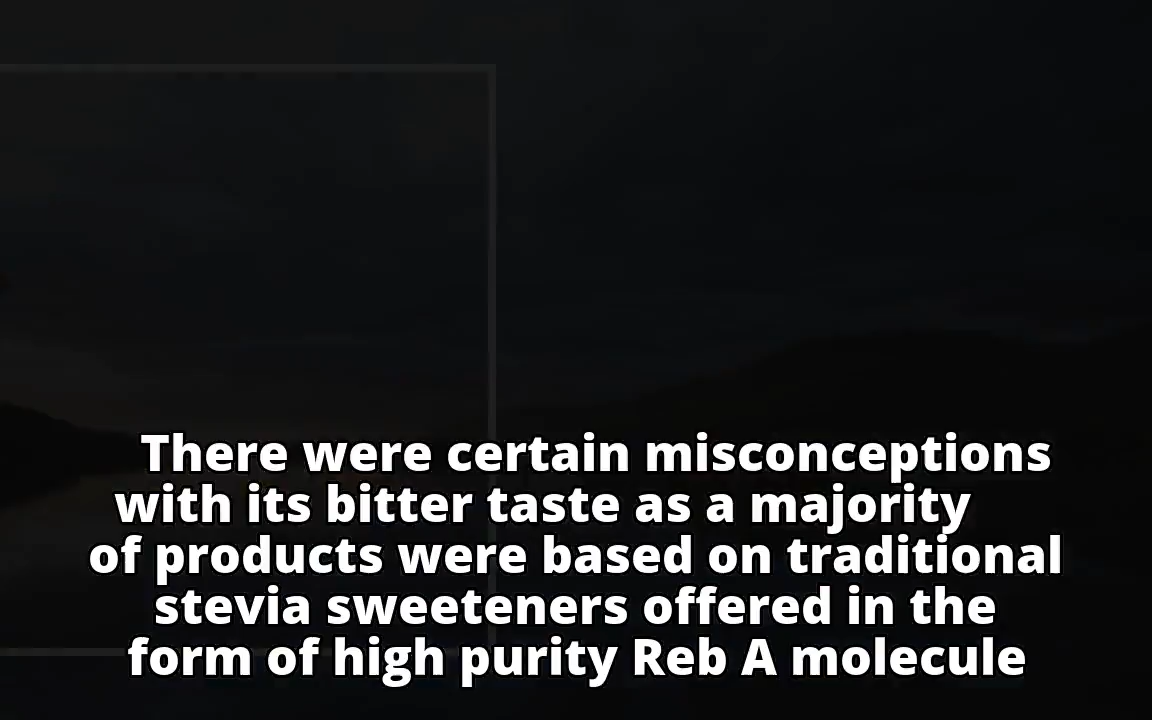 There were certain misconceptions
with its bitter taste as a majority
of products were based on traditional
stevia sweeteners offered in the
form of high purity Reb A molecule